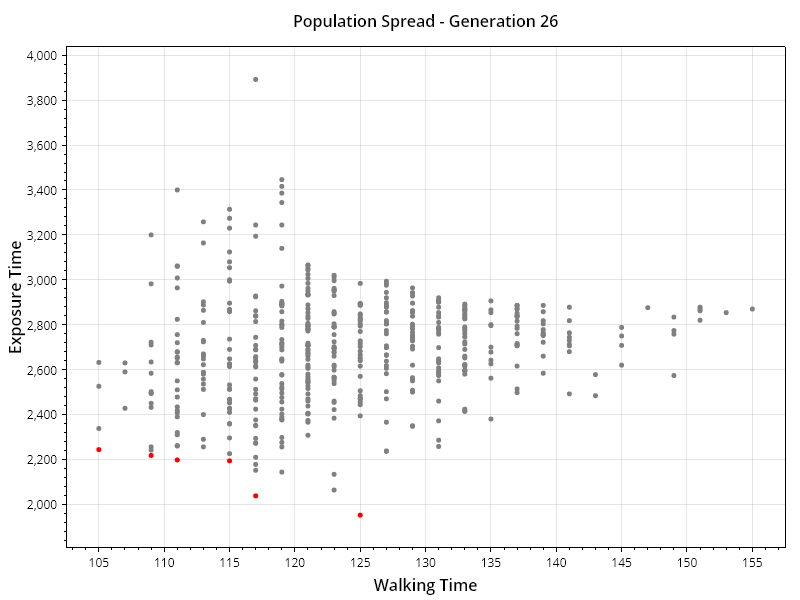 Population Spread - Generation 26
Exposure Time
4,000
3,800
3,600
3,400
3,200
3,000
2,800
2,600
2,400
2,200
2,000
105 110 115 120 125 130 135 140 145 150 155
Walking Time